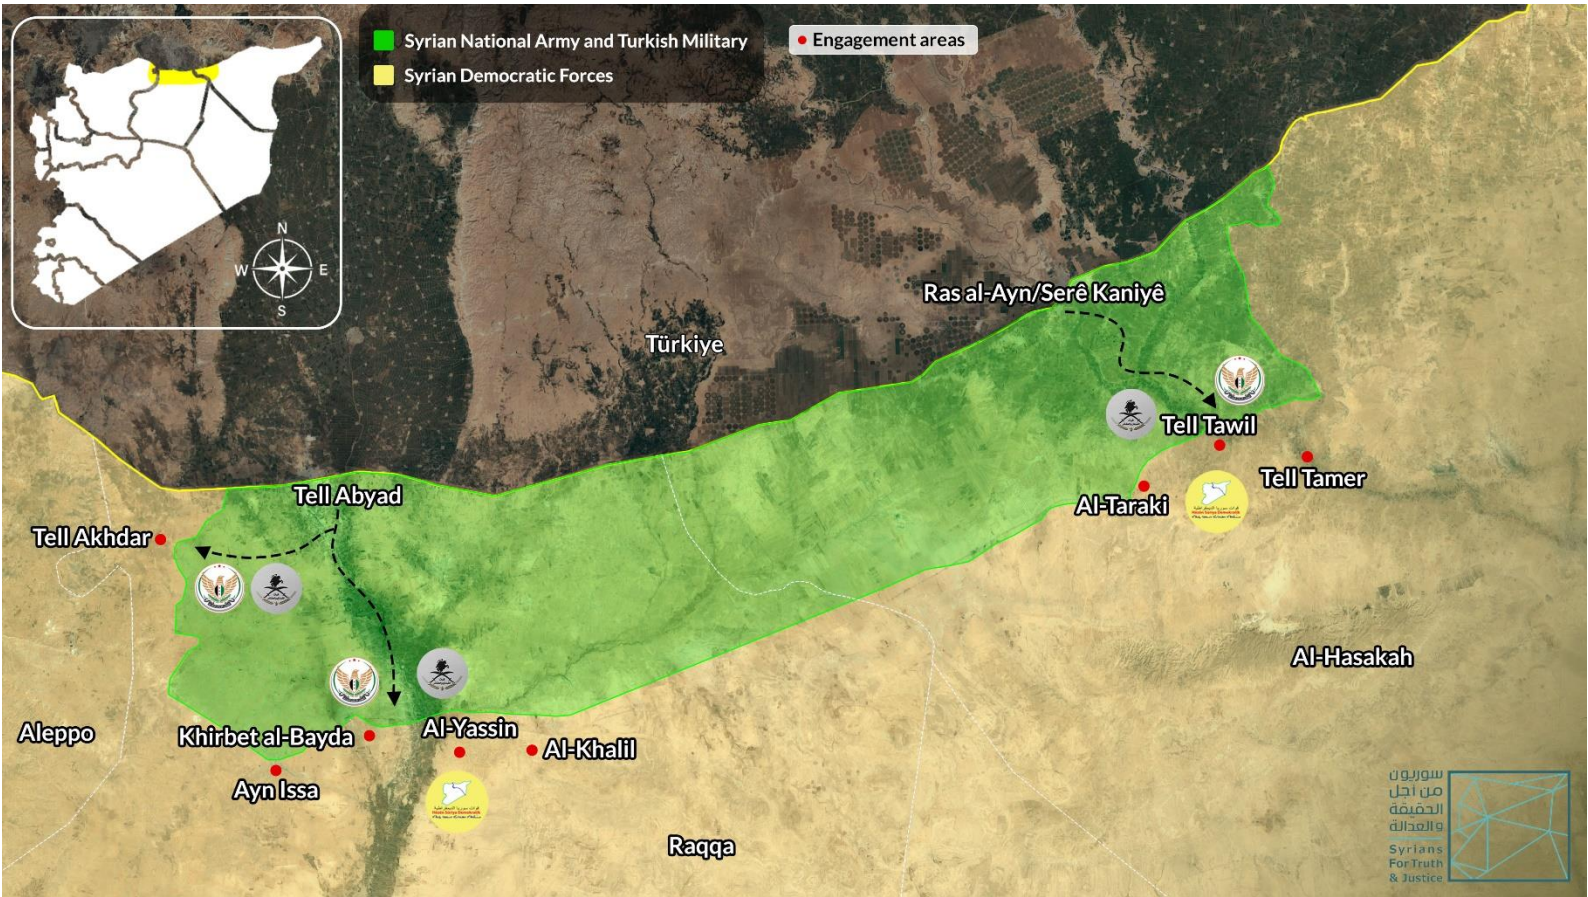 Syrian National Army and Turkish Military
Engagement areas
Syrian Democratic Forces
N
W
E
S
Ras al-Ayn/Serê Kaniyê
Türkiye
Tell Tawil
Tell Tamer
Al-Taraki
Tell Abyad
Tell Akhdar
Al-Hasakah
Aleppo
Khirbet al-Bayda
Al-Yassin
Al-Khalil
Ayn Issa
Raqqa
سوريون
من أجل
الحقيقة
والعدالة
Syrians
For Truth
& Justice